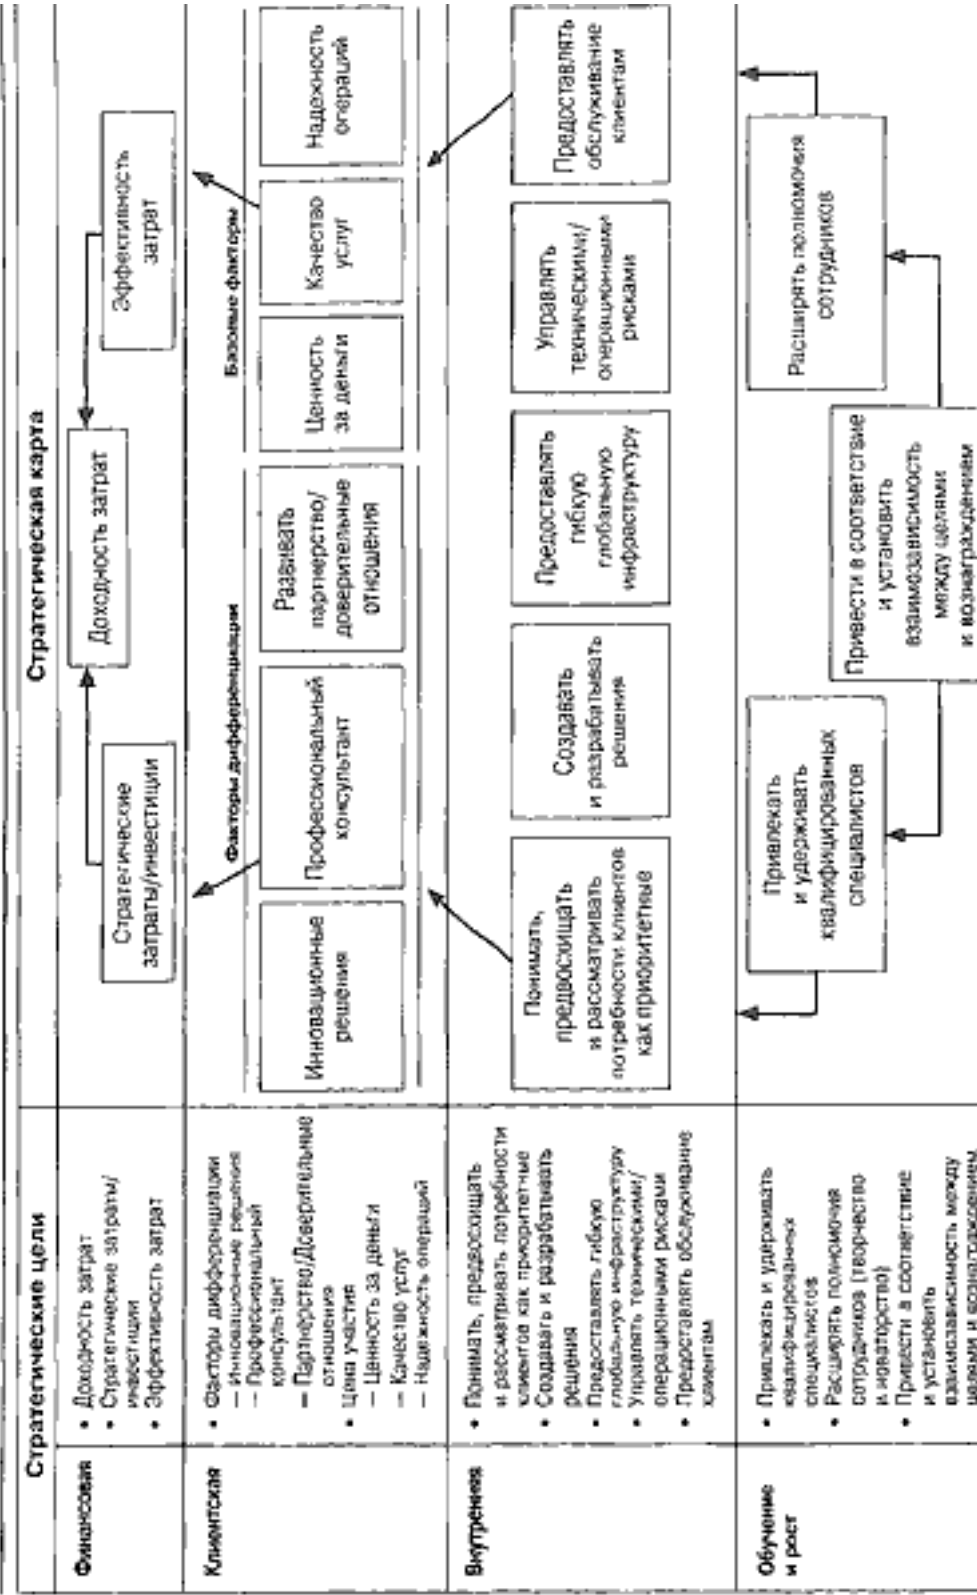 Стратегические цели
Стратегическая карта
Финансовая
• Доходность затрат
• Стратегические затраты/
инвестиции
• Эффективность затрат
Стратегические
затраты/инвестиции
Доходность затрат
Эффективность
затрат
Клиентская
• Факторы дифференциации
— Инновационные решения
— Профессиональный
консультант
— Партнерство/Доверительные
отношения
• Цена участия
— Ценность за деньги
— Качество услуг
— Надежность операций
Факторы дифференциации
Базовые факторы
Инновационные
решения
Профессиональный
консультант
Развивать
партнерство/
доверительные
отношения
Ценность
за деньги
Качество
услуг
Надежность
операций
Внутренняя
• Понимать, предвосхищать
и рассматривать потребности
клиентов как приоритетные
• Создавать и разрабатывать
решения
• Предоставлять гибкую
глобальную инфраструктуру
• Управлять техническими/
операционными рисками
• Предоставлять обслуживание
клиентам
Понимать,
предвосхищать
и рассматривать
потребности клиентов
как приоритетные
Создавать
и разрабатывать
решения
Предоставлять
гибкую
глобальную
инфраструктуру
Управлять
техническими/
операционными
рисками
Предоставлять
обслуживание
клиентам
Обучение
и рост
• Привлекать и удерживать
квалифицированных
специалистов
• Расширять полномочия
сотрудников (творчество
и новаторство)
• Привести в соответствие
и установить
взаимозависимость между
целями и вознаграждением
Привлекать
и удерживать
квалифицированных
специалистов
Привести в соответствие
и установить
взаимозависимость
между целями
и вознаграждением
Расширять полномочия
сотрудников